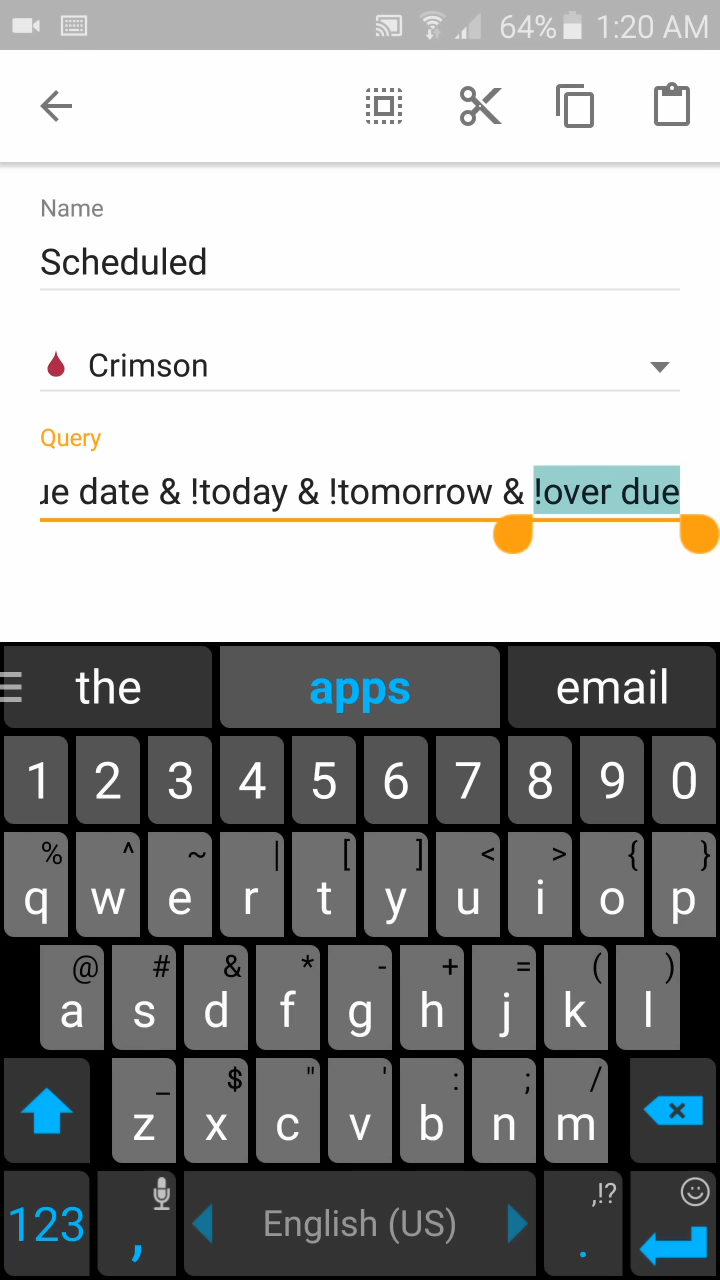 64% 1:20 AM
Name
Scheduled
Crimson
Query
ue date & !today & !tomorrow & !over due
the apps email
1 2 3 4 5 6 7 8 9 0
% ^ ~ | [ ] < > { }
q w e r t y u i o p
@ # & * - + = ( )
a s d f g h j k l
_ $ " ' : ; /
z x c v b n m
,!?
123 , English (US) .